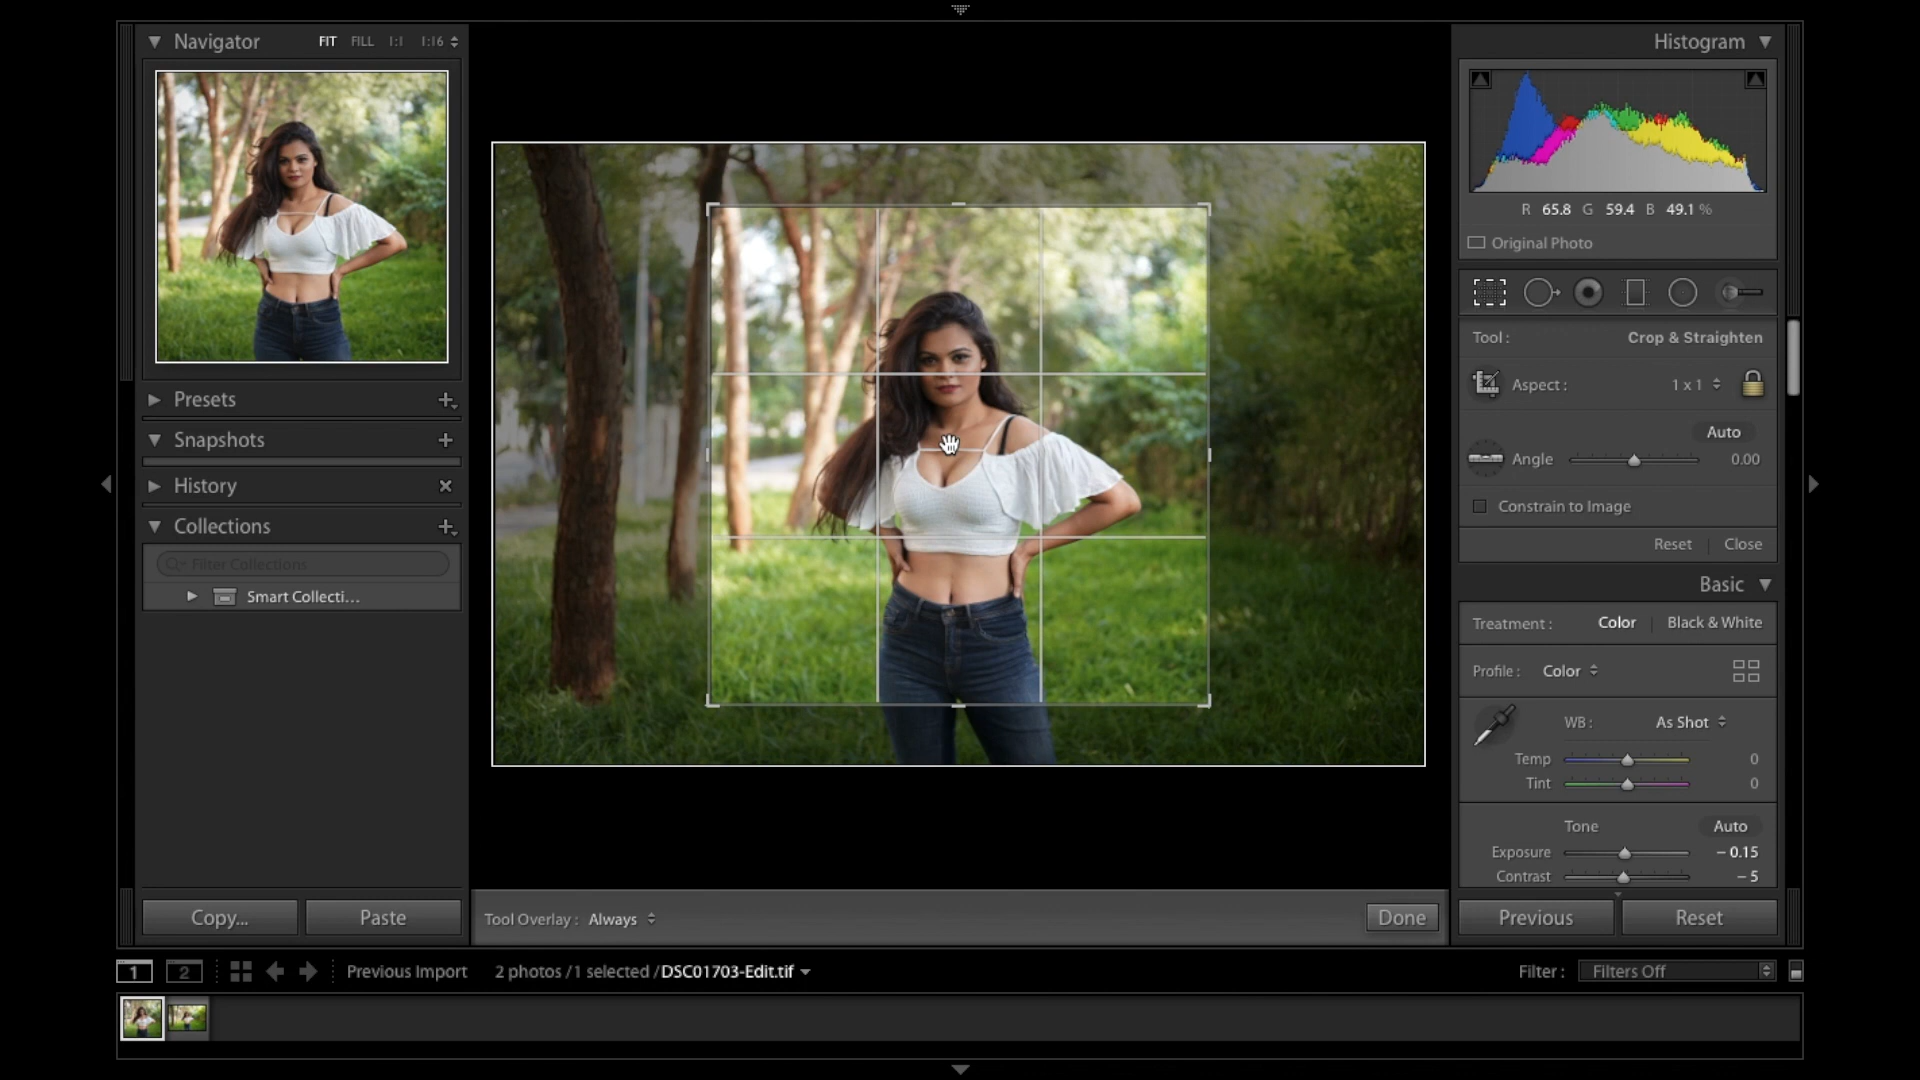 Navigator FIT FILL 1:1 1:16
Presets
Snapshots
History
Collections
Filter Collections
Smart Collecti...
Copy... Paste
Tool Overlay : Always Done
Histogram
R 65.8 G 59.4 B 49.1 %
Original Photo
Tool : Crop & Straighten
Aspect : 1 x 1
Auto
Angle 0.00
Constrain to Image
Reset Close
Basic
Treatment : Color Black & White
Profile : Color
WB : As Shot
Temp 0
Tint 0
Tone Auto
Exposure – 0.15
Contrast – 5
Previous Reset
1 2 Previous Import 2 photos / 1 selected / DSC01703-Edit.tif Filter : Filters Off